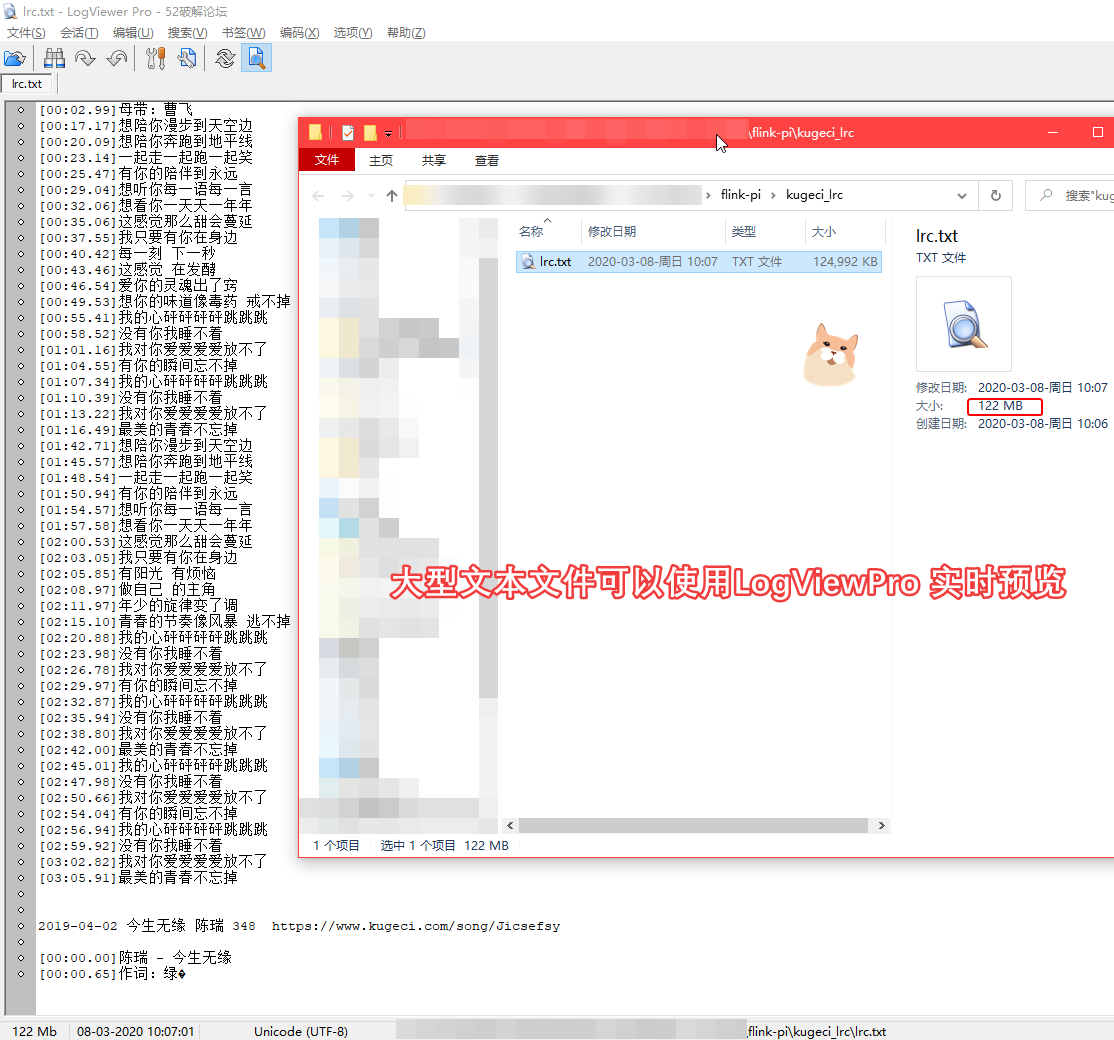 lrc.txt - LogViewer Pro - 52破解论坛
文件(S) 会话(T) 编辑(U) 搜索(V) 书签(W) 编码(X) 选项(Y) 帮助(Z)
lrc.txt
[00:02.99]母带：曹飞
[00:17.17]想陪你漫步到天空边
[00:20.09]想陪你奔跑到地平线
[00:23.14]一起走一起跑一起笑
[00:25.47]有你的陪伴到永远
[00:29.04]想听你每一语每一言
[00:32.06]想看你一天天一年年
[00:35.06]这感觉那么甜会蔓延
[00:37.55]我只要有你在身边
[00:40.42]每一刻 下一秒
[00:43.46]这感觉 在发酵
[00:46.54]爱你的灵魂出了窍
[00:49.53]想你的味道像毒药 戒不掉
[00:55.41]我的心砰砰砰砰跳跳跳
[00:58.52]没有你我睡不着
[01:01.16]我对你爱爱爱爱放不了
[01:04.55]有你的瞬间忘不掉
[01:07.34]我的心砰砰砰砰跳跳跳
[01:10.39]没有你我睡不着
[01:13.22]我对你爱爱爱爱放不了
[01:16.49]最美的青春不忘掉
[01:42.71]想陪你漫步到天空边
[01:45.57]想陪你奔跑到地平线
[01:48.54]一起走一起跑一起笑
[01:50.94]有你的陪伴到永远
[01:54.57]想听你每一语每一言
[01:57.58]想看你一天天一年年
[02:00.53]这感觉那么甜会蔓延
[02:03.05]我只要有你在身边
[02:05.85]有阳光 有烦恼
[02:08.97]做自己 的主角
[02:11.97]年少的旋律变了调
[02:15.10]青春的节奏像风暴 逃不掉
[02:20.88]我的心砰砰砰砰跳跳跳
[02:23.98]没有你我睡不着
[02:26.78]我对你爱爱爱爱放不了
[02:29.97]有你的瞬间忘不掉
[02:32.87]我的心砰砰砰砰跳跳跳
[02:35.94]没有你我睡不着
[02:38.80]我对你爱爱爱爱放不了
[02:42.00]最美的青春不忘掉
[02:45.01]我的心砰砰砰砰跳跳跳
[02:47.98]没有你我睡不着
[02:50.66]我对你爱爱爱爱放不了
[02:54.04]有你的瞬间忘不掉
[02:56.94]我的心砰砰砰砰跳跳跳
[02:59.92]没有你我睡不着
[03:02.82]我对你爱爱爱爱放不了
[03:05.91]最美的青春不忘掉
2019-04-02 今生无缘 陈瑞 348 https://www.kugeci.com/song/Jicsefsy
[00:00.00]陈瑞 - 今生无缘
[00:00.65]作词：绿�
\flink-pi\kugeci_lrc
文件 主页 共享 查看
flink-pi › kugeci_lrc
搜索"kug
名称 修改日期 类型 大小
lrc.txt 2020-03-08-周日 10:07 TXT 文件 124,992 KB
lrc.txt
TXT 文件
修改日期: 2020-03-08-周日 10:07
大小: 122 MB
创建日期: 2020-03-08-周日 10:06
大型文本文件可以使用LogViewPro 实时预览
1 个项目 选中 1 个项目 122 MB
122 Mb 08-03-2020 10:07:01 Unicode (UTF-8) \flink-pi\kugeci_lrc\lrc.txt